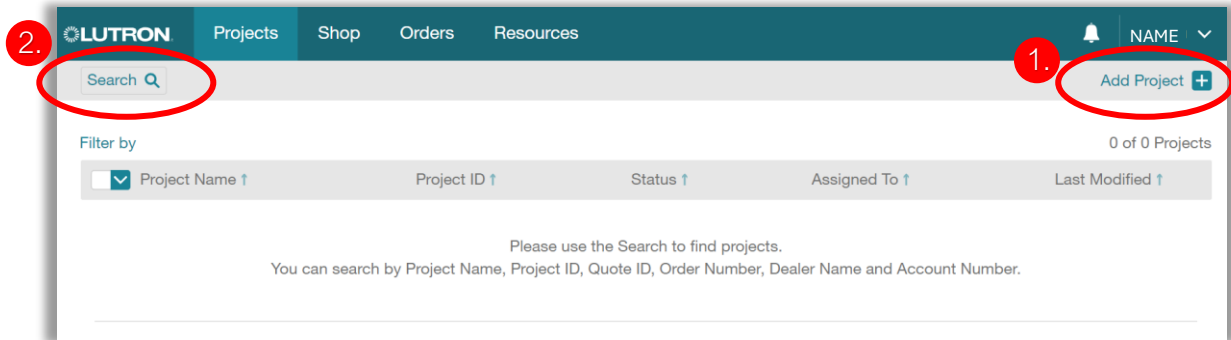 2.
LUTRON. Projects Shop Orders Resources NAME
1.
Search Add Project
Filter by 0 of 0 Projects
Project Name ↑ Project ID ↑ Status ↑ Assigned To ↑ Last Modified ↑
Please use the Search to find projects.
You can search by Project Name, Project ID, Quote ID, Order Number, Dealer Name and Account Number.